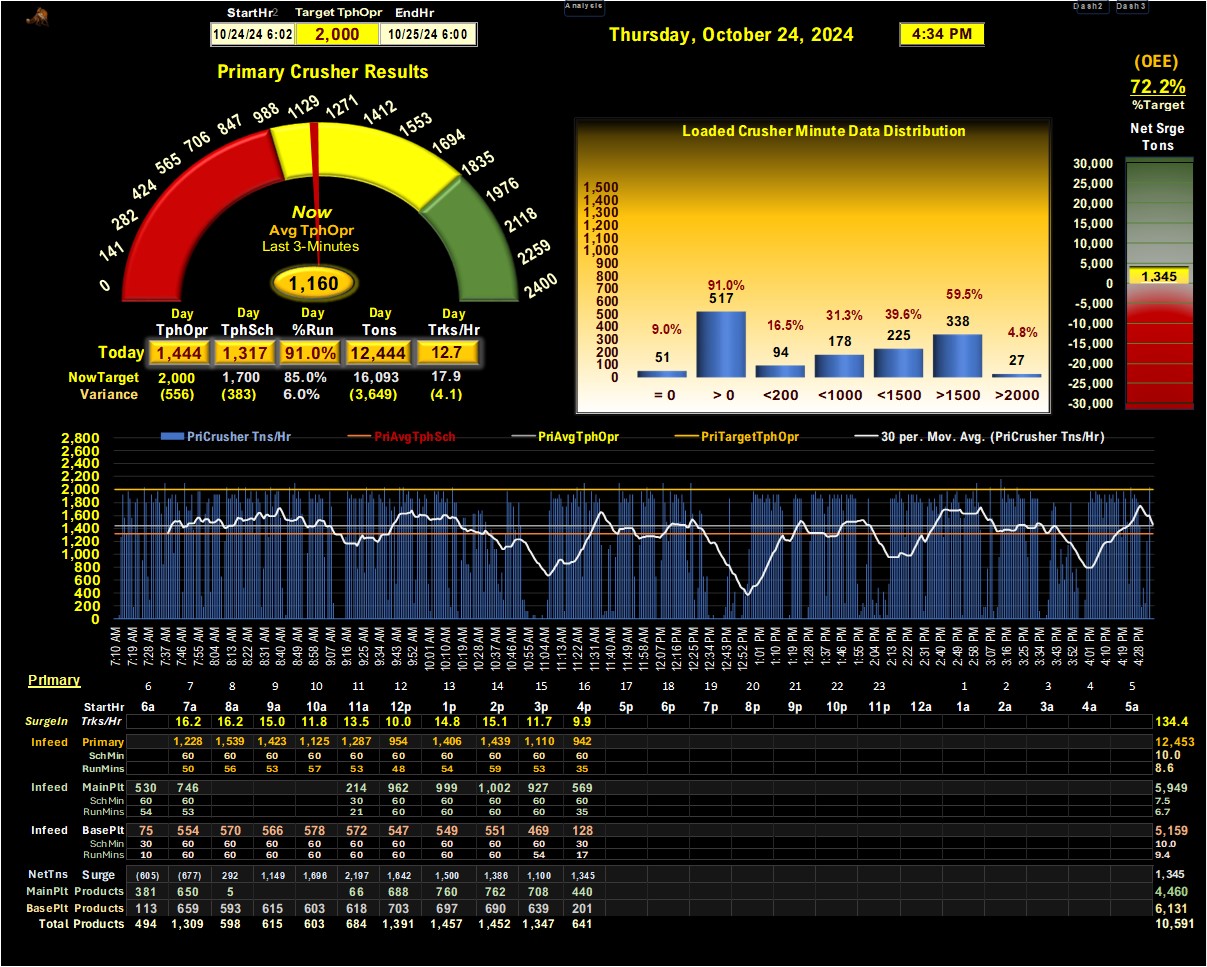 Analysis
Dash2 Dash3
StartHr2 Target TphOpr EndHr
10/24/24 6:02 2,000 10/25/24 6:00
Thursday, October 24, 2024 4:34 PM
(OEE)
72.2%
%Target
Net Srge
Tons
Primary Crusher Results
0 141 282 424 565 706 847 988 1129 1271 1412 1553 1694 1835 1976 2118 2259 2400
Now
Avg TphOpr
Last 3-Minutes
1,160
Day Day Day Day Day
TphOpr TphSch %Run Tons Trks/Hr
Today 1,444 1,317 91.0% 12,444 12.7
NowTarget 2,000 1,700 85.0% 16,093 17.9
Variance (556) (383) 6.0% (3,649) (4.1)
Loaded Crusher Minute Data Distribution
1,500
1,400
1,300
1,200
1,100
1,000
900
800
700
600
500
400
300
200
100
0
9.0% 91.0% 16.5% 31.3% 39.6% 59.5% 4.8%
51 517 94 178 225 338 27
= 0 > 0 <200 <1000 <1500 >1500 >2000
30,000
25,000
20,000
15,000
10,000
5,000
1,345
0
-5,000
-10,000
-15,000
-20,000
-25,000
-30,000
PriCrusher Tns/Hr PriAvgTphSch PriAvgTphOpr PriTargetTphOpr 30 per. Mov. Avg. (PriCrusher Tns/Hr)
2,800
2,600
2,400
2,200
2,000
1,800
1,600
1,400
1,200
1,000
800
600
400
200
0
7:10 AM 7:19 AM 7:28 AM 7:37 AM 7:46 AM 7:55 AM 8:04 AM 8:13 AM 8:22 AM 8:31 AM 8:40 AM 8:49 AM 8:58 AM 9:07 AM 9:16 AM 9:25 AM 9:34 AM 9:43 AM 9:52 AM 10:01 AM 10:10 AM 10:19 AM 10:28 AM 10:37 AM 10:46 AM 10:55 AM 11:04 AM 11:13 AM 11:22 AM 11:31 AM 11:40 AM 11:49 AM 11:58 AM 12:07 PM 12:16 PM 12:25 PM 12:34 PM 12:43 PM 12:52 PM 1:01 PM 1:10 PM 1:19 PM 1:28 PM 1:37 PM 1:46 PM 1:55 PM 2:04 PM 2:13 PM 2:22 PM 2:31 PM 2:40 PM 2:49 PM 2:58 PM 3:07 PM 3:16 PM 3:25 PM 3:34 PM 3:43 PM 3:52 PM 4:01 PM 4:10 PM 4:19 PM 4:28 PM
Primary
6 7 8 9 10 11 12 13 14 15 16 17 18 19 20 21 22 23 1 2 3 4 5
StartHr 6a 7a 8a 9a 10a 11a 12p 1p 2p 3p 4p 5p 6p 7p 8p 9p 10p 11p 12a 1a 2a 3a 4a 5a
SurgeIn Trks/Hr 16.2 16.2 15.0 11.8 13.5 10.0 14.8 15.1 11.7 9.9 134.4
Infeed Primary 1,228 1,539 1,423 1,125 1,287 954 1,406 1,439 1,110 942 12,453
SchMin 60 60 60 60 60 60 60 60 60 60 10.0
RunMins 50 56 53 57 53 48 54 59 53 35 8.6
Infeed MainPlt 530 746 214 962 999 1,002 927 569 5,949
SchMin 60 60 30 60 60 60 60 60 7.5
RunMins 54 53 21 60 60 60 60 35 6.7
Infeed BasePlt 75 554 570 566 578 572 547 549 551 469 128 5,159
SchMin 30 60 60 60 60 60 60 60 60 60 30 10.0
RunMins 10 60 60 60 60 60 60 60 60 54 17 9.4
NetTns Surge (605) (677) 292 1,149 1,696 2,197 1,642 1,500 1,386 1,100 1,345 1,345
MainPlt Products 381 650 5 66 688 760 762 708 440 4,460
BasePlt Products 113 659 593 615 603 618 703 697 690 639 201 6,131
Total Products 494 1,309 598 615 603 684 1,391 1,457 1,452 1,347 641 10,591